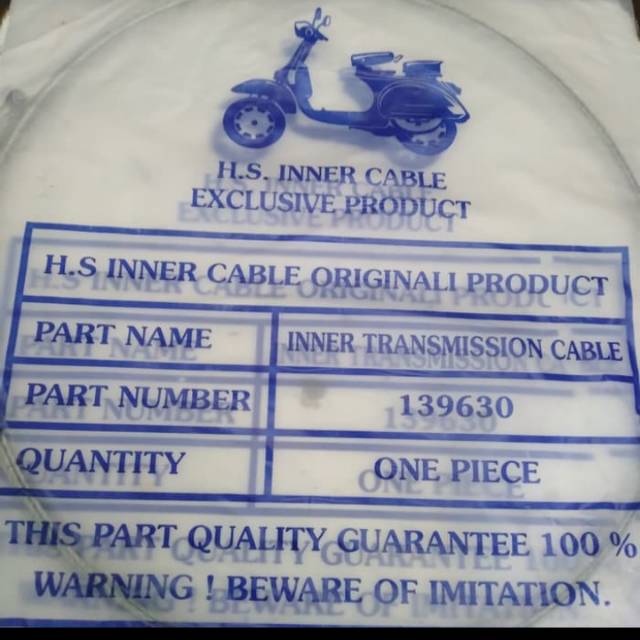 H.S. INNER CABLE
EXCLUSIVE PRODUCT
H.S INNER CABLE ORIGINALI PRODUCT
PART NAME INNER TRANSMISSION CABLE
PART NUMBER 139630
QUANTITY ONE PIECE
THIS PART QUALITY GUARANTEE 100 %
WARNING ! BEWARE OF IMITATION.